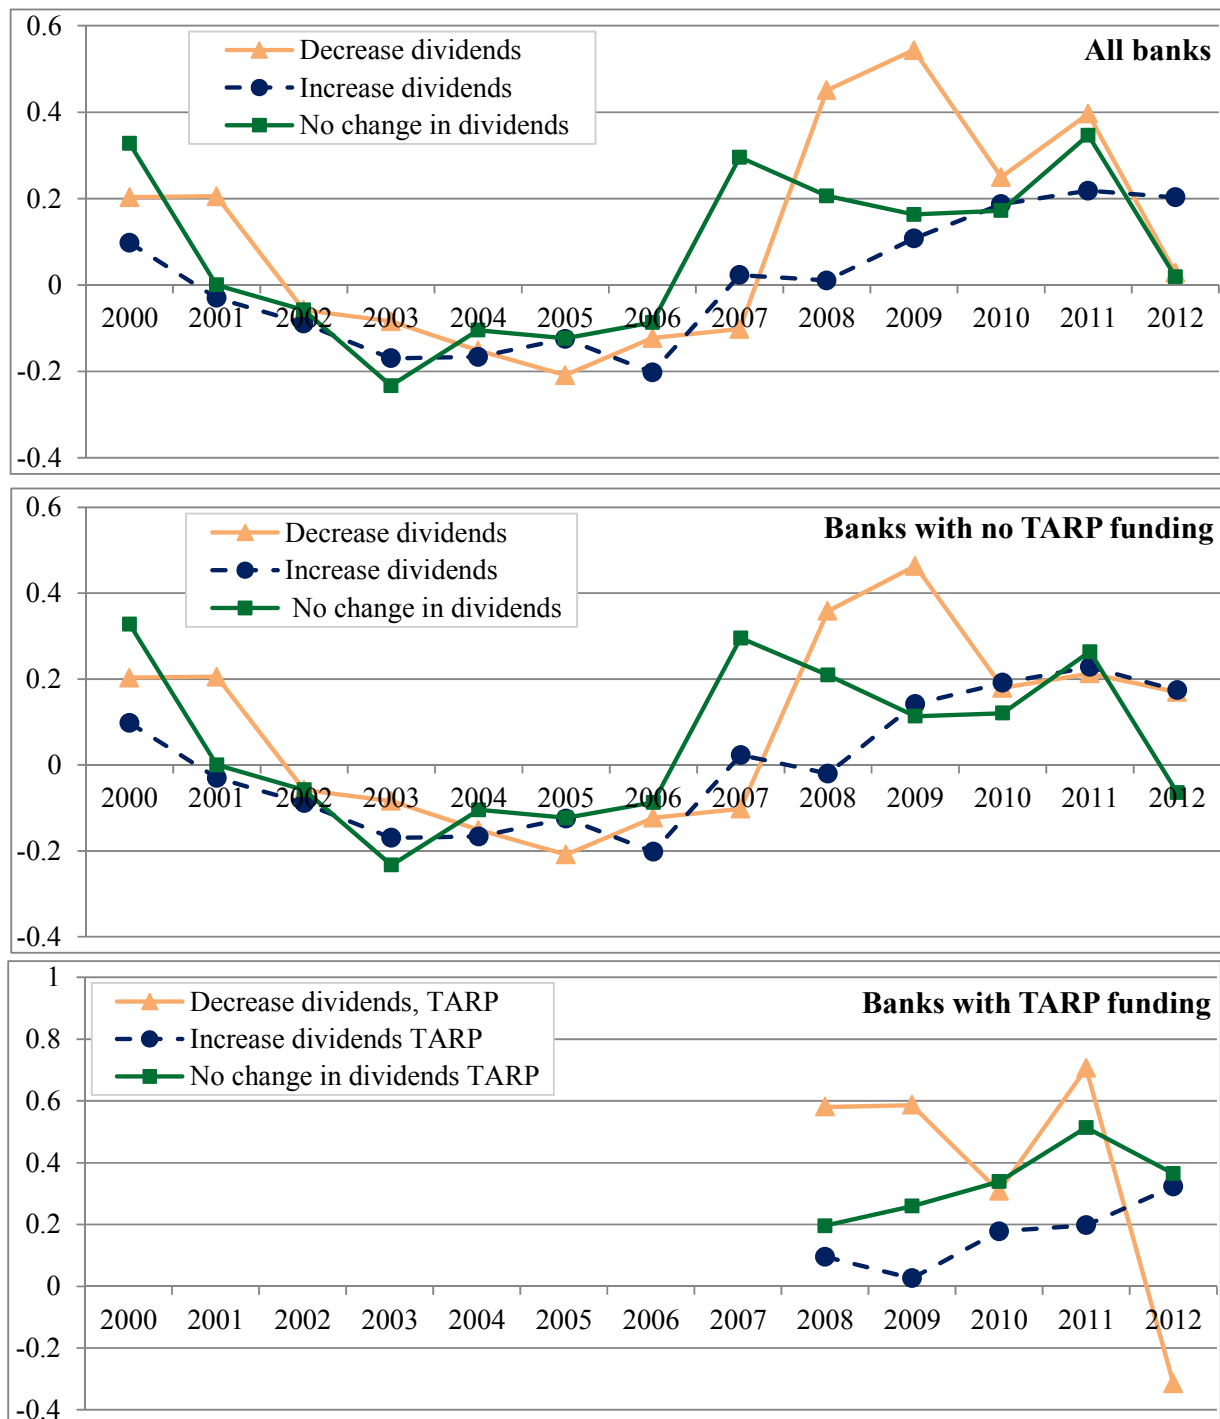 0.6
All banks
Decrease dividends
Increase dividends
No change in dividends
0.4
0.2
0
2000 2001 2002 2003 2004 2005 2006 2007 2008 2009 2010 2011 2012
-0.2
-0.4
0.6
Banks with no TARP funding
Decrease dividends
Increase dividends
No change in dividends
0.4
0.2
0
2000 2001 2002 2003 2004 2005 2006 2007 2008 2009 2010 2011 2012
-0.2
-0.4
1
Banks with TARP funding
Decrease dividends, TARP
Increase dividends TARP
No change in dividends TARP
0.8
0.6
0.4
0.2
0
2000 2001 2002 2003 2004 2005 2006 2007 2008 2009 2010 2011 2012
-0.2
-0.4